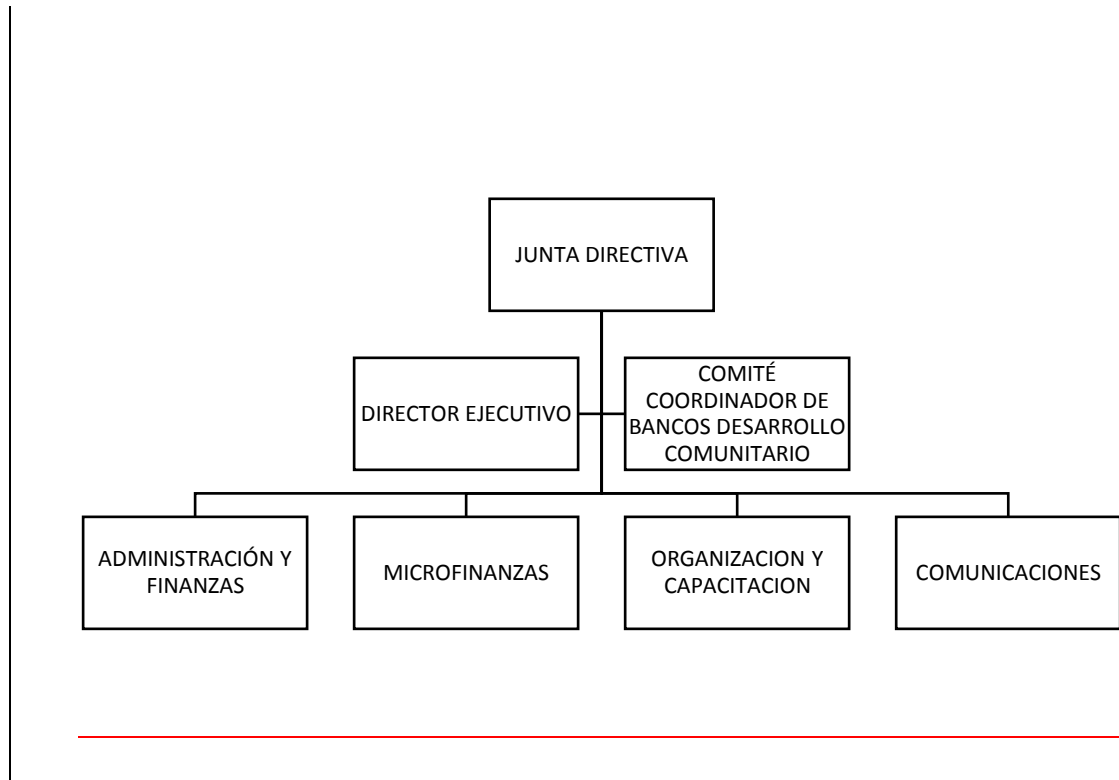 JUNTA DIRECTIVA
DIRECTOR EJECUTIVO
COMITÉ
COORDINADOR DE
BANCOS DESARROLLO
COMUNITARIO
ADMINISTRACIÓN Y
FINANZAS
MICROFINANZAS
ORGANIZACION Y
CAPACITACION
COMUNICACIONES